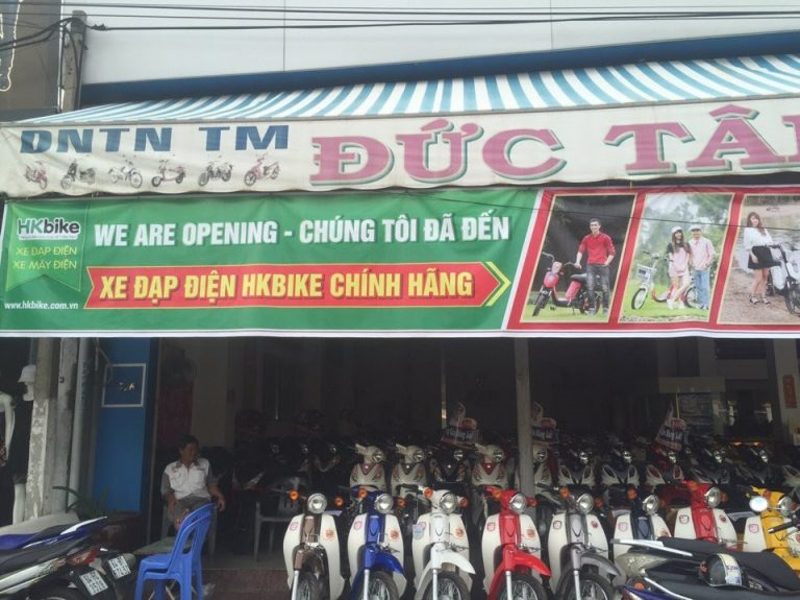 DNTN TM ĐỨC TÂ
HKbike
XE ĐẠP ĐIỆN
XE MÁY ĐIỆN
www.hkbike.com.vn
WE ARE OPENING - CHÚNG TÔI ĐÃ ĐẾN
XE ĐẠP ĐIỆN HKBIKE CHÍNH HÃNG